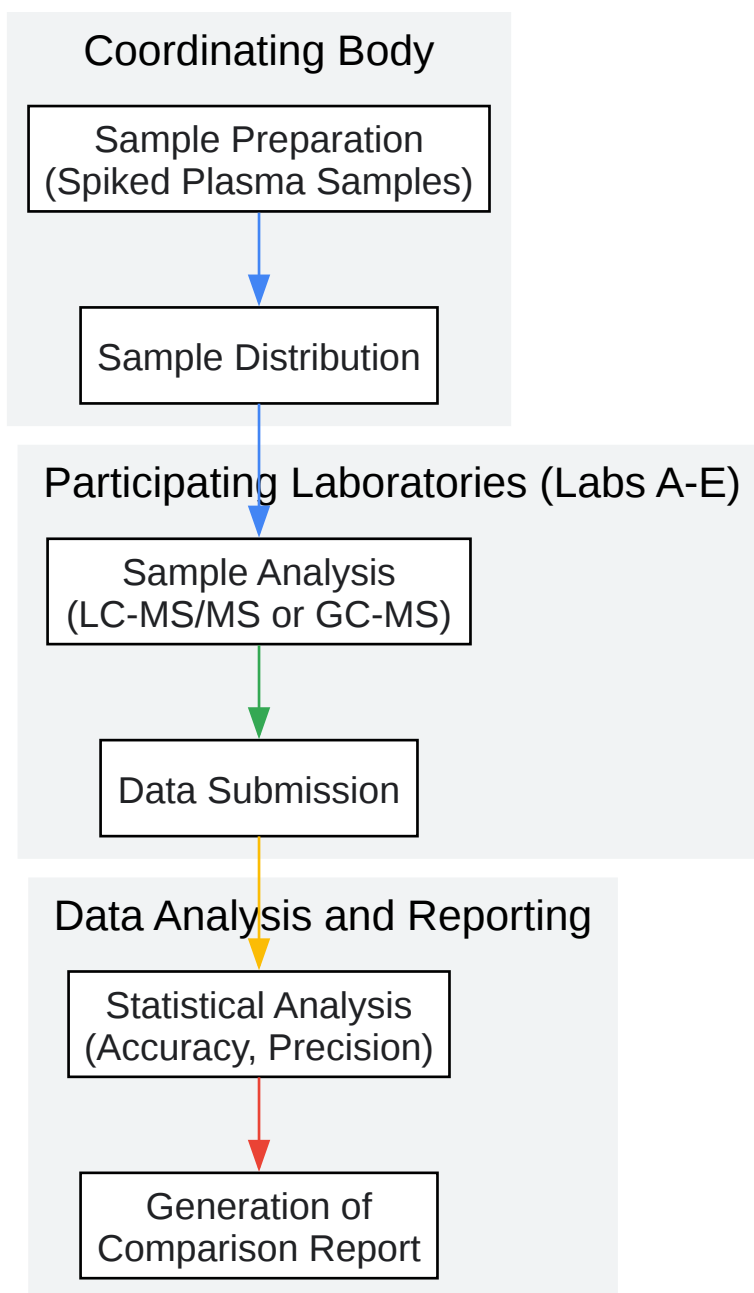 Coordinating Body
Sample Preparation
(Spiked Plasma Samples)
Sample Distribution
Participating Laboratories (Labs A-E)
Sample Analysis
(LC-MS/MS or GC-MS)
Data Submission
Data Analysis and Reporting
Statistical Analysis
(Accuracy, Precision)
Generation of
Comparison Report